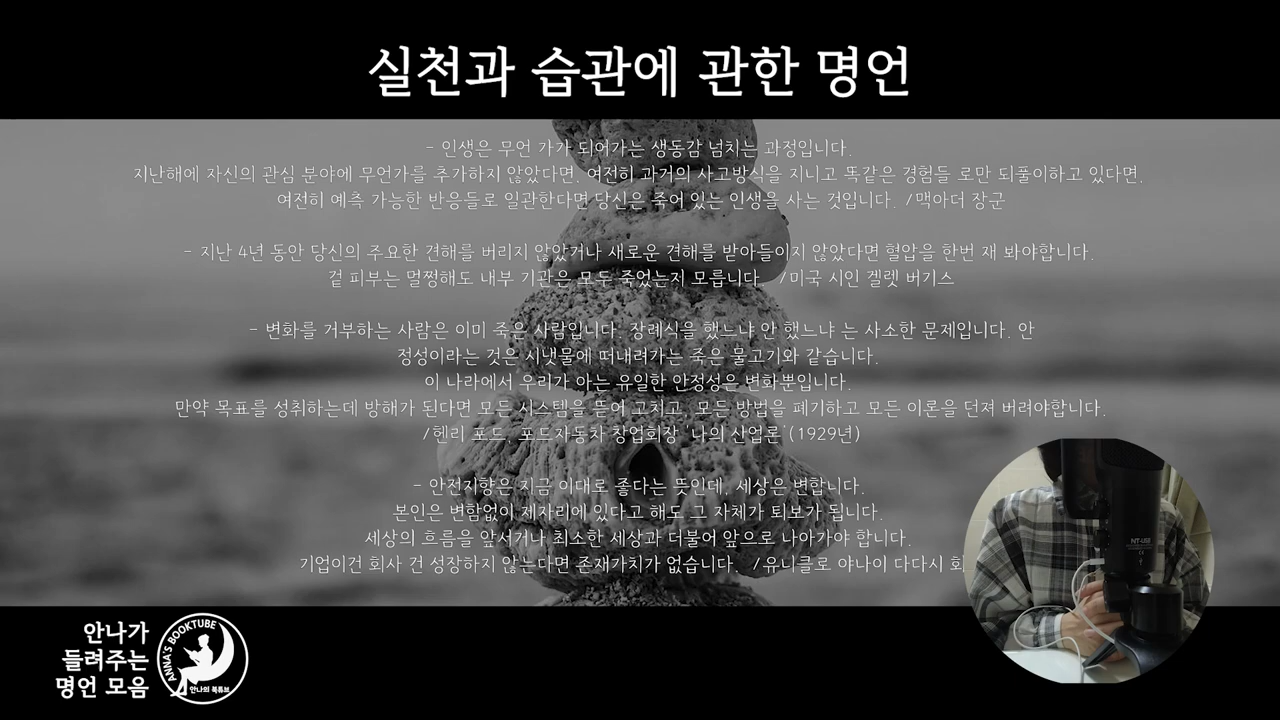 실천과 습관에 관한 명언
- 인생은 무언 가가 되어가는 생동감 넘치는 과정입니다.
지난해에 자신의 관심 분야에 무언가를 추가하지 않았다면, 여전히 과거의 사고방식을 지니고 똑같은 경험들 로만 되풀이하고 있다면,
여전히 예측 가능한 반응들로 일관한다면 당신은 죽어 있는 인생을 사는 것입니다. /맥아더 장군
- 지난 4년 동안 당신의 주요한 견해를 버리지 않았거나 새로운 견해를 받아들이지 않았다면 혈압을 한번 재 봐야합니다.
겉 피부는 멀쩡해도 내부 기관은 모두 죽었는지 모릅니다. /미국 시인 겔렛 버기스
- 변화를 거부하는 사람은 이미 죽은 사람입니다. 장례식을 했느냐 안 했느냐 는 사소한 문제입니다. 안
정성이라는 것은 시냇물에 떠내려가는 죽은 물고기와 같습니다.
이 나라에서 우리가 아는 유일한 안정성은 변화뿐입니다.
만약 목표를 성취하는데 방해가 된다면 모든 시스템을 뜯어 고치고, 모든 방법을 폐기하고 모든 이론을 던져 버려야합니다.
/헨리 포드, 포드자동차 창업회장 '나의 산업론'(1929년)
- 안전지향은 지금 이대로 좋다는 뜻인데, 세상은 변합니다.
본인은 변함없이 제자리에 있다고 해도 그 자체가 퇴보가 됩니다.
세상의 흐름을 앞서거나 최소한 세상과 더불어 앞으로 나아가야 합니다.
기업이건 회사 건 성장하지 않는다면 존재가치가 없습니다. /유니클로 야나이 다다시 회
NT-USB
안나가
들려주는
명언 모음
ANNA'S BOOKTUBE
안나의 북튜브